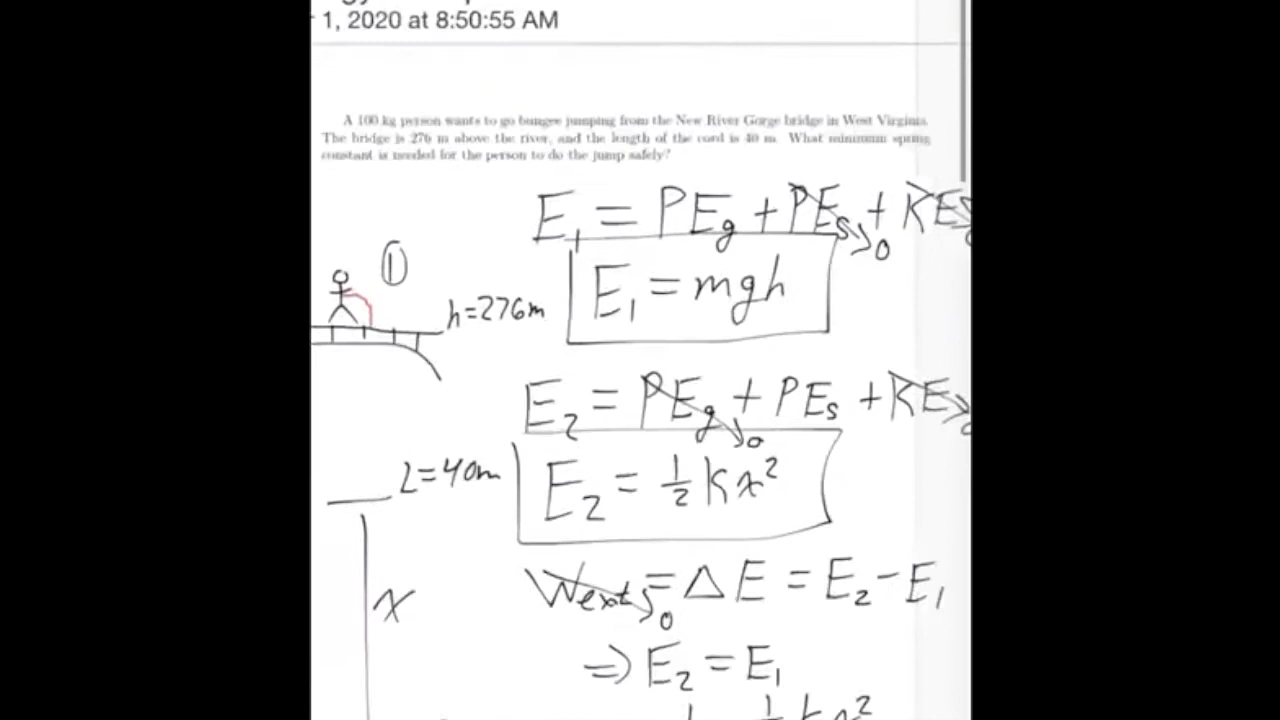 1, 2020 at 8:50:55 AM
A 100 kg person wants to go bungee jumping from the New River Gorge bridge in West Virginia.
The bridge is 276 m above the river, and the length of the cord is 40 m. What minimum spring
constant is needed for the person to do the jump safely?
E₁ = PEg + PEs→0 + KE
① E₁ = mgh
h=276m
E₂ = PEg→0 + PEs + KE
L=40m E₂ = ½kx²
Wext→0 = ΔE = E₂ - E₁
x
⇒ E₂ = E₁
kx²